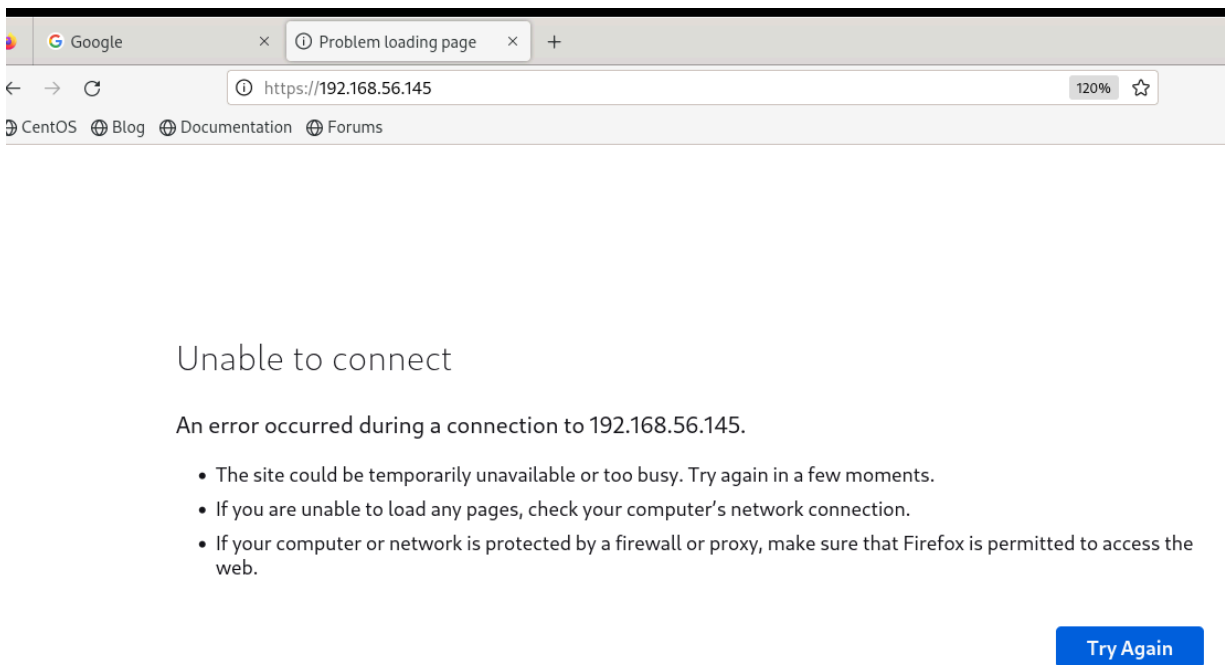 Google
Problem loading page
https://192.168.56.145
120%
CentOS Blog Documentation Forums
Unable to connect
An error occurred during a connection to 192.168.56.145.
• The site could be temporarily unavailable or too busy. Try again in a few moments.
• If you are unable to load any pages, check your computer’s network connection.
• If your computer or network is protected by a firewall or proxy, make sure that Firefox is permitted to access the
web.
Try Again